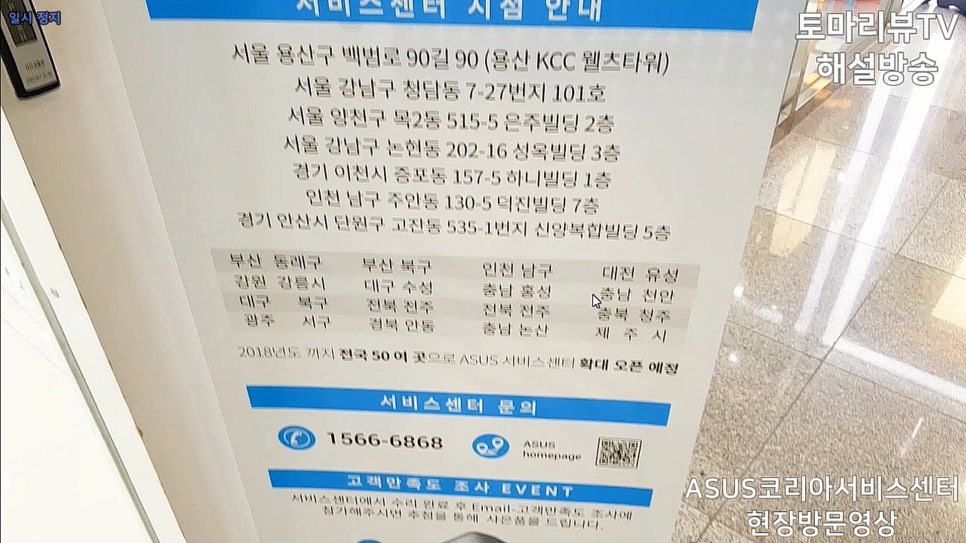 일시 정지
토마리뷰TV
해설방송
서비스센터 지점 안내
서울 용산구 백범로 90길 90 (용산 KCC 웰츠타워)
서울 강남구 청담동 7-27번지 101호
서울 양천구 목2동 515-5 은주빌딩 2층
서울 강남구 논현동 202-16 성옥빌딩 3층
경기 이천시 증포동 157-5 하니빌딩 1층
인천 남구 주안동 130-5 덕진빌딩 7층
경기 안산시 단원구 고잔동 535-1번지 신양복합빌딩 5층
부산 동래구 부산 북구 인천 남구 대전 유성
강원 강릉시 대구 수성 충남 홍성 충남 천안
대구 북구 전북 전주 전북 전주 충북 청주
광주 서구 경북 안동 충남 논산 제주시
2018년도 까지 전국 50 여 곳으로 ASUS 서비스센터 확대 오픈 예정
서비스센터 문의
1566-6868
ASUS
homepage
고객만족도 조사 EVENT
서비스센터에서 수리 완료 후 Email-고객만족도 조사에
참가해주시면 추첨을 통해 사은품을 드립니다.
ASUS코리아서비스센터
현장방문영상